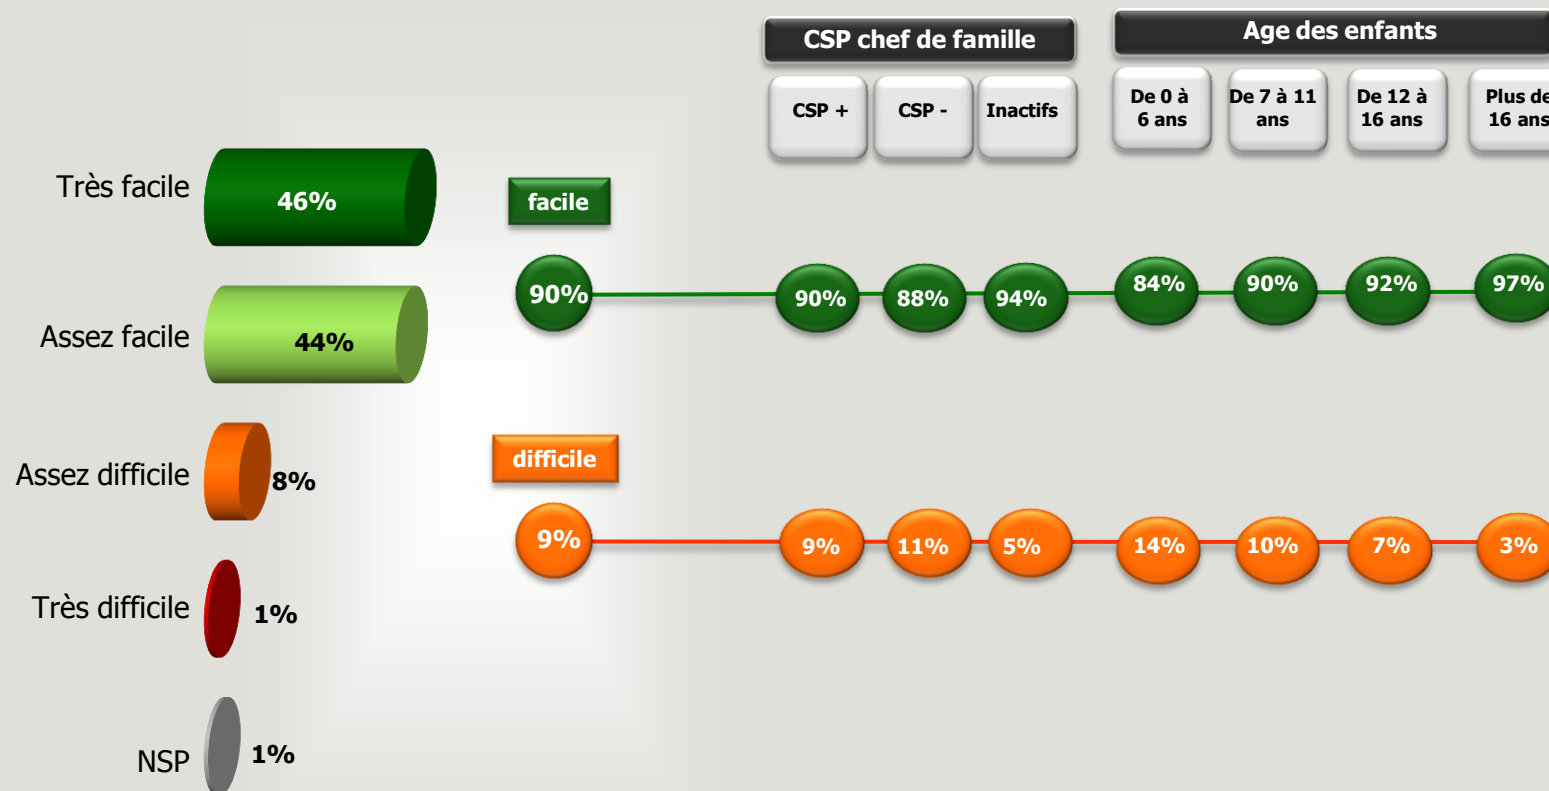 CSP chef de famille
Age des enfants
CSP +
CSP -
Inactifs
De 0 à
6 ans
De 7 à 11
ans
De 12 à
16 ans
Plus de
16 ans
Très facile
46%
facile
90%
90%
88%
94%
84%
90%
92%
97%
Assez facile
44%
difficile
Assez difficile
8%
9%
9%
11%
5%
14%
10%
7%
3%
Très difficile
1%
NSP
1%